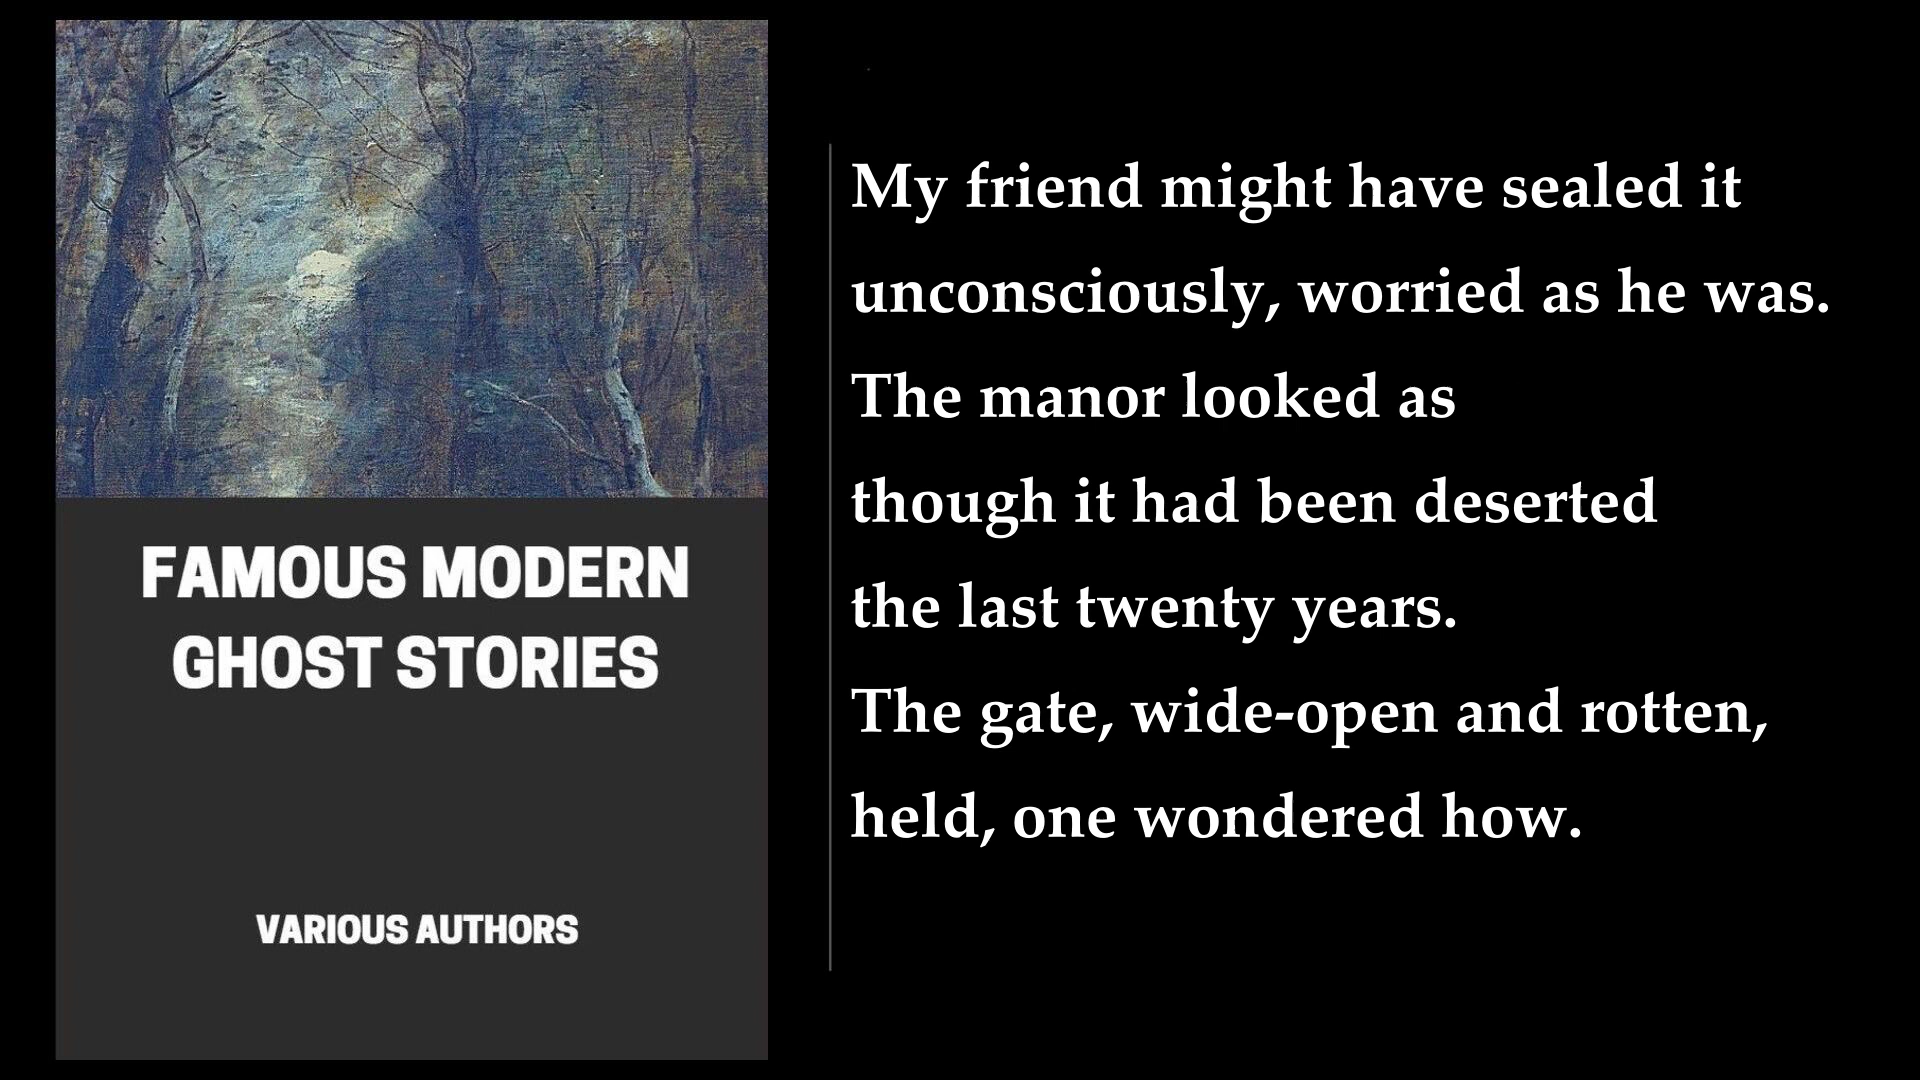 FAMOUS MODERN
GHOST STORIES
VARIOUS AUTHORS
My friend might have sealed it
unconsciously, worried as he was.
The manor looked as
though it had been deserted
the last twenty years.
The gate, wide-open and rotten,
held, one wondered how.